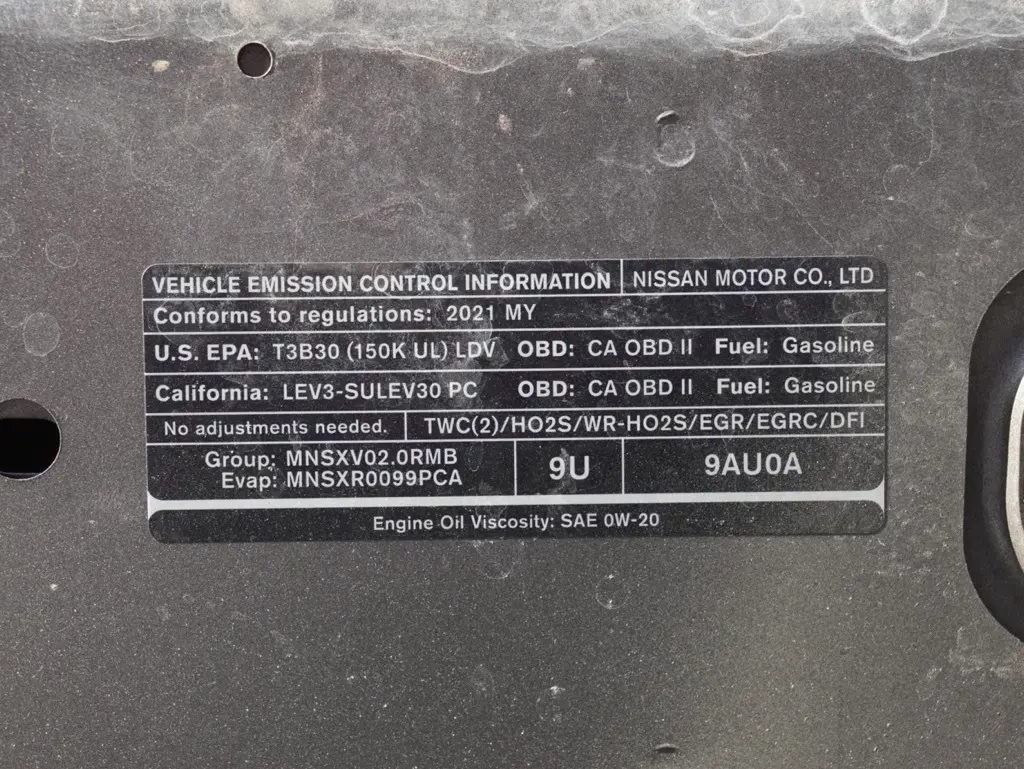 VEHICLE EMISSION CONTROL INFORMATION NISSAN MOTOR CO., LTD
Conforms to regulations: 2021 MY
U.S. EPA: T3B30 (150K UL) LDV OBD: CA OBD II Fuel: Gasoline
California: LEV3-SULEV30 PC OBD: CA OBD II Fuel: Gasoline
No adjustments needed. TWC(2)/HO2S/WR-HO2S/EGR/EGRC/DFI
Group: MNSXV02.0RMB
Evap: MNSXR0099PCA
9U
9AU0A
Engine Oil Viscosity: SAE 0W-20